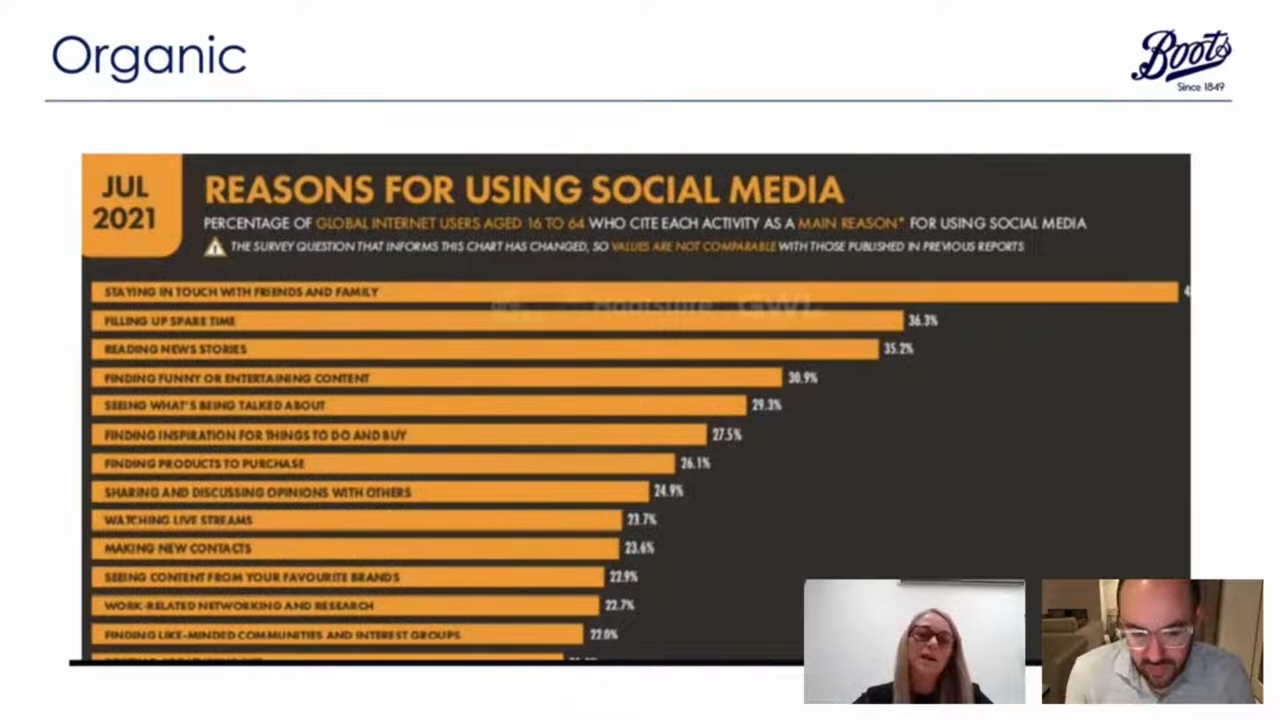 Organic
Boots
Since 1849
JUL
2021
REASONS FOR USING SOCIAL MEDIA
PERCENTAGE OF GLOBAL INTERNET USERS AGED 16 TO 64 WHO CITE EACH ACTIVITY AS A MAIN REASON* FOR USING SOCIAL MEDIA
THE SURVEY QUESTION THAT INFORMS THIS CHART HAS CHANGED, SO VALUES ARE NOT COMPARABLE WITH THOSE PUBLISHED IN PREVIOUS REPORTS
STAYING IN TOUCH WITH FRIENDS AND FAMILY 4
Hootsuite GWI.
FILLING UP SPARE TIME 36.3%
READING NEWS STORIES 35.2%
FINDING FUNNY OR ENTERTAINING CONTENT 30.9%
SEEING WHAT'S BEING TALKED ABOUT 29.3%
FINDING INSPIRATION FOR THINGS TO DO AND BUY 27.5%
FINDING PRODUCTS TO PURCHASE 26.1%
SHARING AND DISCUSSING OPINIONS WITH OTHERS 24.9%
WATCHING LIVE STREAMS 23.7%
MAKING NEW CONTACTS 23.6%
SEEING CONTENT FROM YOUR FAVOURITE BRANDS 22.9%
WORK-RELATED NETWORKING AND RESEARCH 22.7%
FINDING LIKE-MINDED COMMUNITIES AND INTEREST GROUPS 22.0%